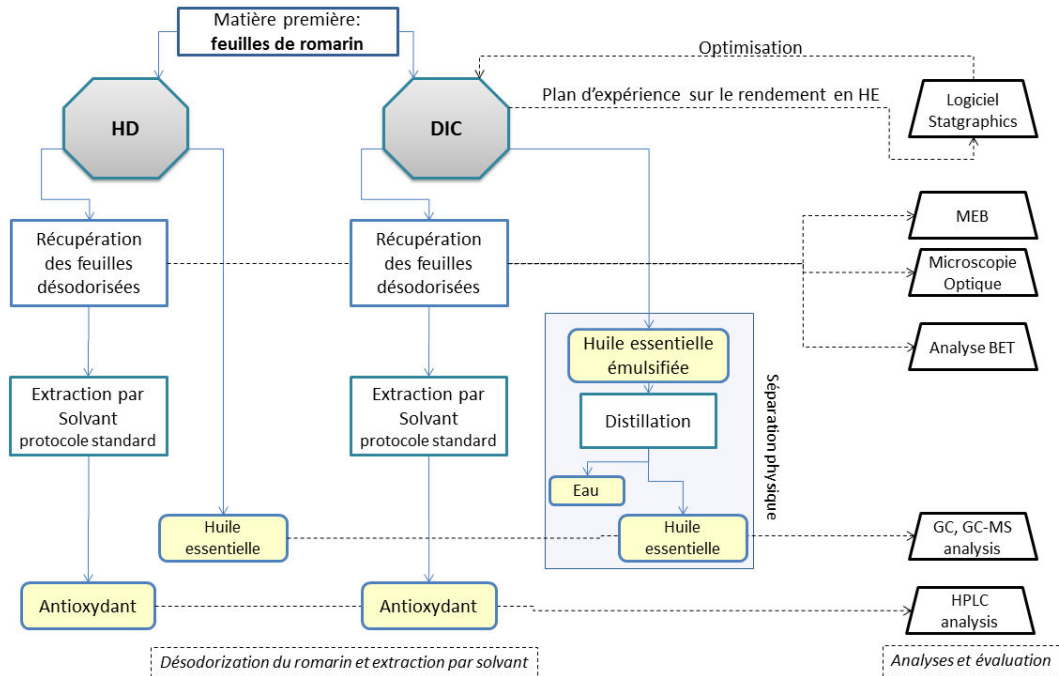 Matière première:
feuilles de romarin
Optimisation
HD
DIC
Plan d'expérience sur le rendement en HE
Logiciel
Statgraphics
Récupération
des feuilles
désodorisées
Récupération
des feuilles
désodorisées
MEB
Microscopie
Optique
Analyse BET
Huile essentielle
émulsifiée
Extraction par
Solvant
protocole standard
Extraction par
Solvant
protocole standard
Distillation
Séparation physique
Eau
Huile
essentielle
Huile
essentielle
GC, GC-MS
analysis
Antioxydant
Antioxydant
HPLC
analysis
Désodorization du romarin et extraction par solvant
Analyses et évaluation